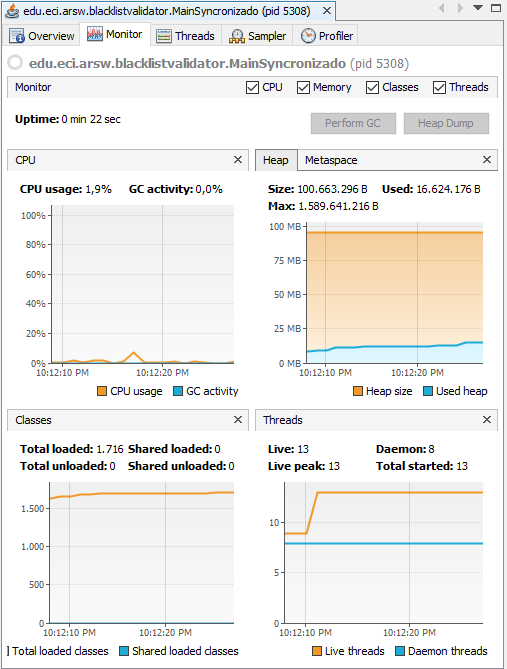 edu.eci.arsw.blacklistvalidator.MainSyncronizado (pid 5308)
Overview Monitor Threads Sampler Profiler
edu.eci.arsw.blacklistvalidator.MainSyncronizado (pid 5308)
Monitor CPU Memory Classes Threads
Uptime: 0 min 22 sec
Perform GC Heap Dump
CPU
CPU usage: 1,9% GC activity: 0,0%
100%
80%
60%
40%
20%
0%
10:12:10 PM 10:12:20 PM
CPU usage GC activity
Heap Metaspace
Size: 100.663.296 B Used: 16.624.176 B
Max: 1.589.641.216 B
100 MB
75 MB
50 MB
25 MB
0 MB
10:12:10 PM 10:12:20 PM
Heap size Used heap
Classes
Total loaded: 1.716 Shared loaded: 0
Total unloaded: 0 Shared unloaded: 0
1.500
1.000
500
0
10:12:10 PM 10:12:20 PM
Total loaded classes Shared loaded classes
Threads
Live: 13 Daemon: 8
Live peak: 13 Total started: 13
10
5
0
10:12:10 PM 10:12:20 PM
Live threads Daemon threads